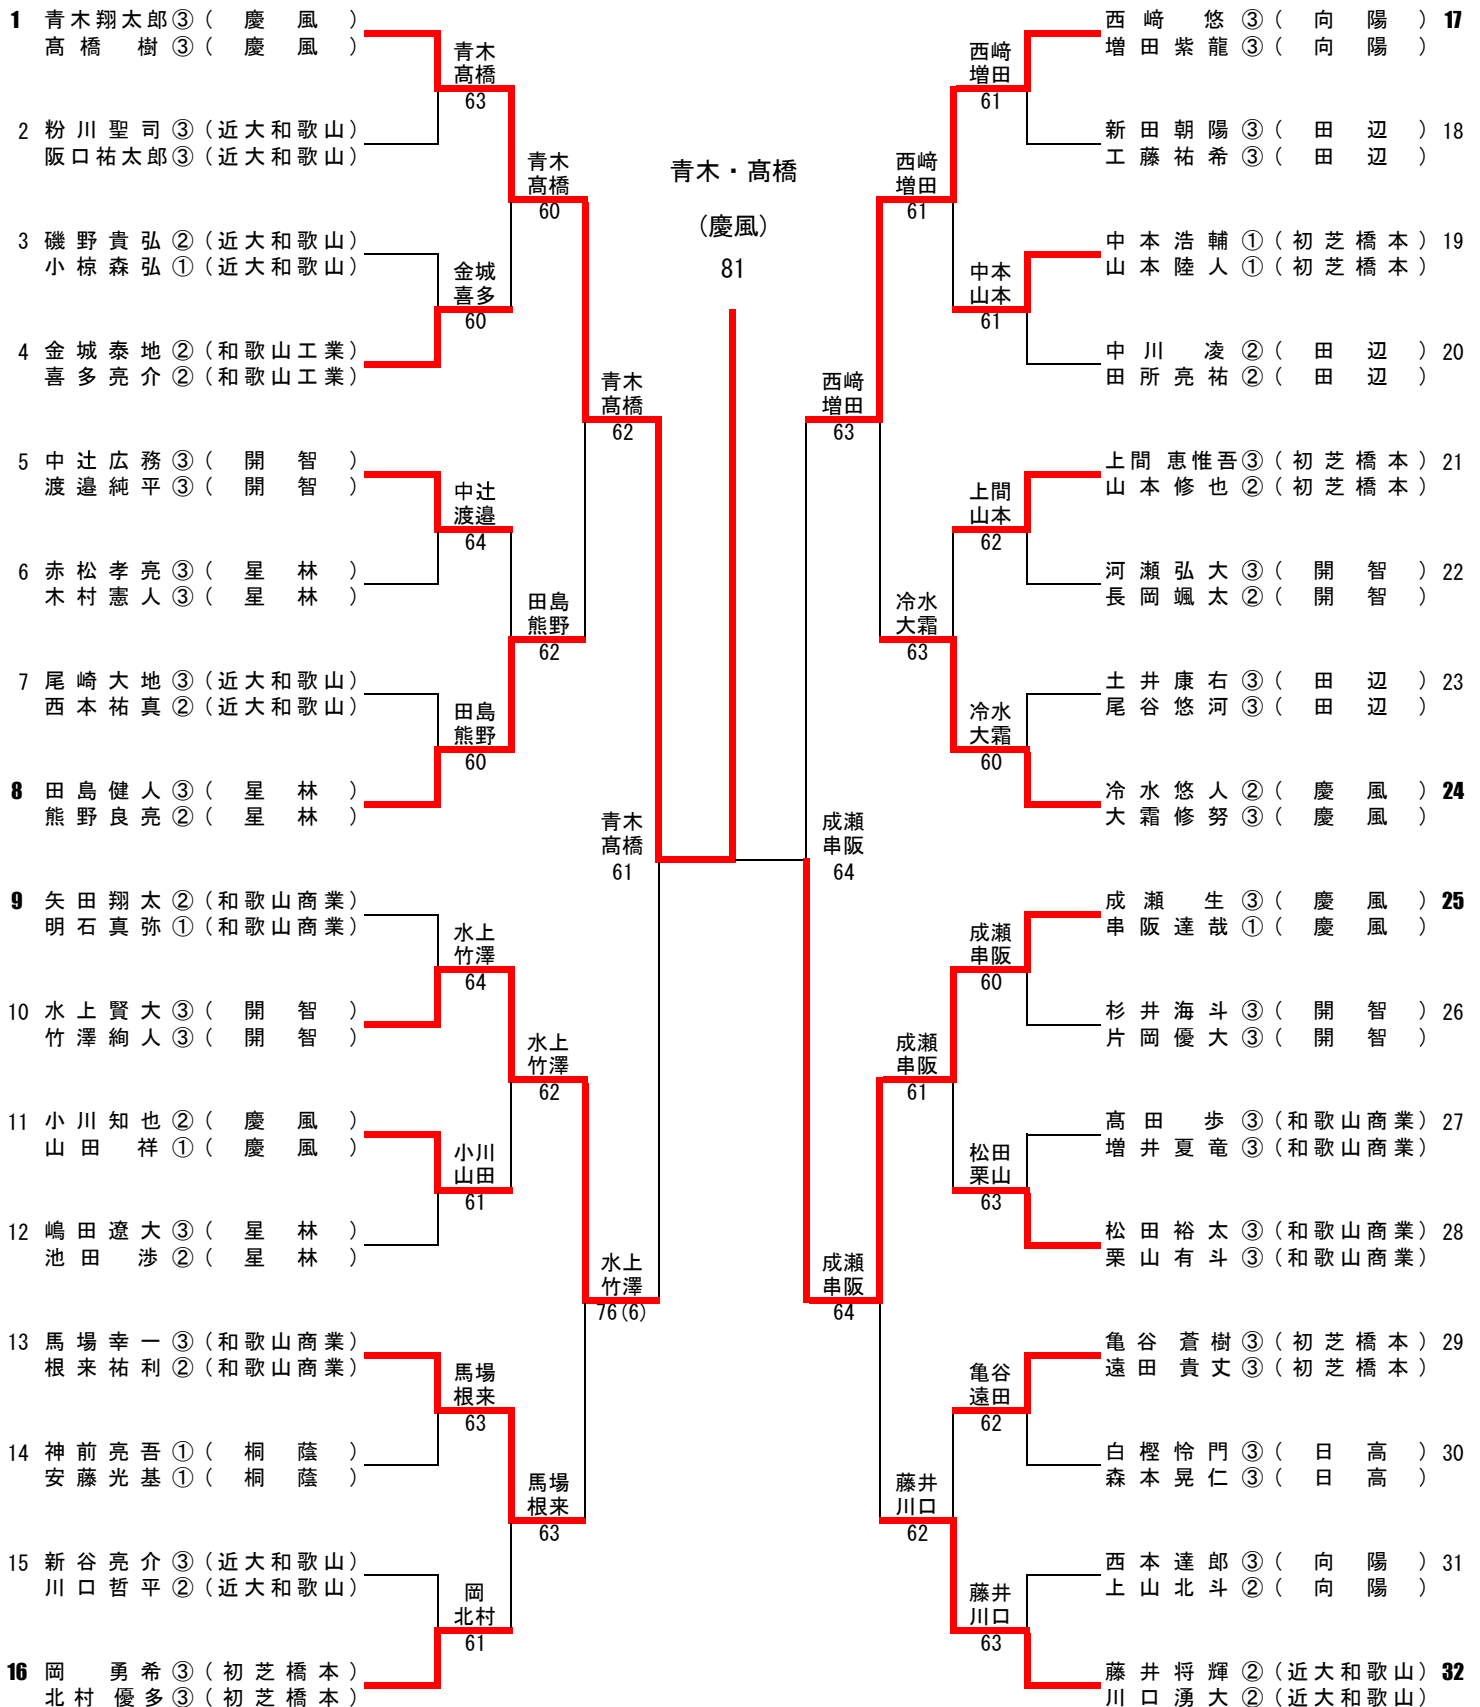 1 青木翔太郎③(慶風)
髙橋樹③(慶風)
2 粉川聖司③(近大和歌山)
阪口祐太郎③(近大和歌山)
3 磯野貴弘②(近大和歌山)
小椋森弘①(近大和歌山)
4 金城泰地②(和歌山工業)
喜多亮介②(和歌山工業)
5 中辻広務③(開智)
渡邉純平③(開智)
6 赤松孝亮③(星林)
木村憲人③(星林)
7 尾崎大地③(近大和歌山)
西本祐真②(近大和歌山)
8 田島健人③(星林)
熊野良亮②(星林)
9 矢田翔太②(和歌山商業)
明石真弥①(和歌山商業)
10 水上賢大③(開智)
竹澤絢人③(開智)
11 小川知也②(慶風)
山田祥①(慶風)
12 嶋田遼大③(星林)
池田渉②(星林)
13 馬場幸一③(和歌山商業)
根来祐利②(和歌山商業)
14 神前亮吾①(桐蔭)
安藤光基①(桐蔭)
15 新谷亮介③(近大和歌山)
川口哲平②(近大和歌山)
16 岡勇希③(初芝橋本)
北村優多③(初芝橋本)
青木
髙橋
63
金城
喜多
60
中辻
渡邉
64
田島
熊野
60
水上
竹澤
64
小川
山田
61
馬場
根来
63
岡
北村
61
青木
髙橋
60
田島
熊野
62
水上
竹澤
62
馬場
根来
63
青木
髙橋
62
水上
竹澤
76(6)
青木
髙橋
61
青木・髙橋
(慶風)
81
成瀬
串阪
64
西﨑
増田
63
成瀬
串阪
64
西﨑
増田
61
冷水
大霜
63
成瀬
串阪
61
藤井
川口
62
西﨑
増田
61
中本
山本
61
上間
山本
62
冷水
大霜
60
成瀬
串阪
60
松田
栗山
63
亀谷
遠田
62
藤井
川口
63
西﨑悠③(向陽) 17
増田紫龍③(向陽)
新田朝陽③(田辺) 18
工藤祐希③(田辺)
中本浩輔①(初芝橋本) 19
山本陸人①(初芝橋本)
中川凌②(田辺) 20
田所亮祐②(田辺)
上間恵惟吾③(初芝橋本) 21
山本修也②(初芝橋本)
河瀬弘大③(開智) 22
長岡颯太②(開智)
土井康右③(田辺) 23
尾谷悠河③(田辺)
冷水悠人②(慶風) 24
大霜修努③(慶風)
成瀬生③(慶風) 25
串阪達哉①(慶風)
杉井海斗③(開智) 26
片岡優大③(開智)
髙田歩③(和歌山商業) 27
増井夏竜③(和歌山商業)
松田裕太③(和歌山商業) 28
栗山有斗③(和歌山商業)
亀谷蒼樹③(初芝橋本) 29
遠田貴丈③(初芝橋本)
白樫怜門③(日高) 30
森本晃仁③(日高)
西本達郎③(向陽) 31
上山北斗②(向陽)
藤井将輝②(近大和歌山) 32
川口湧大②(近大和歌山)